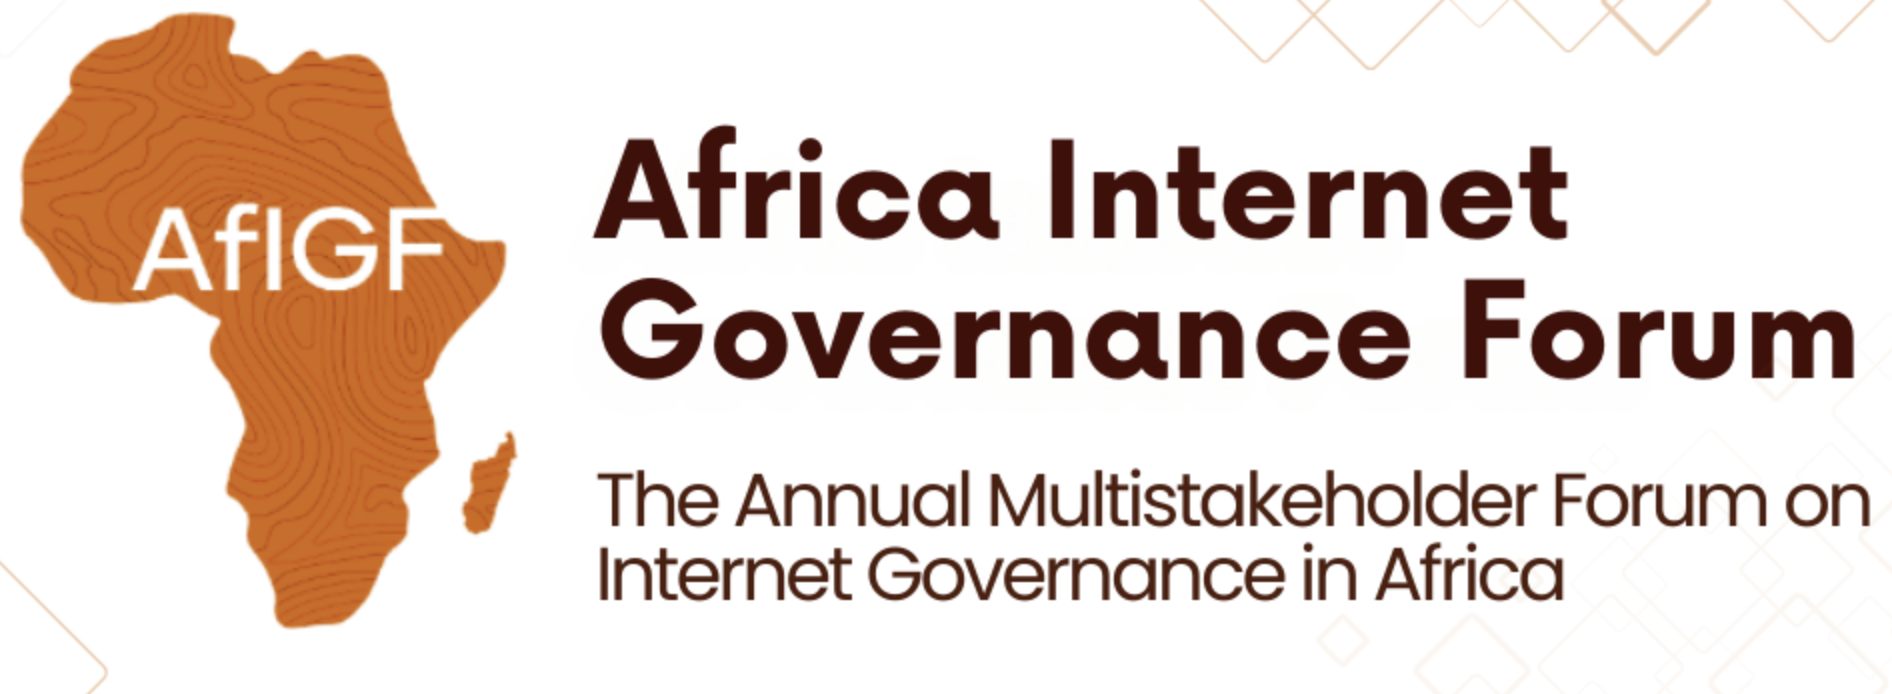 AfIGF
Africa Internet
Governance Forum
The Annual Multistakeholder Forum on
Internet Governance in Africa